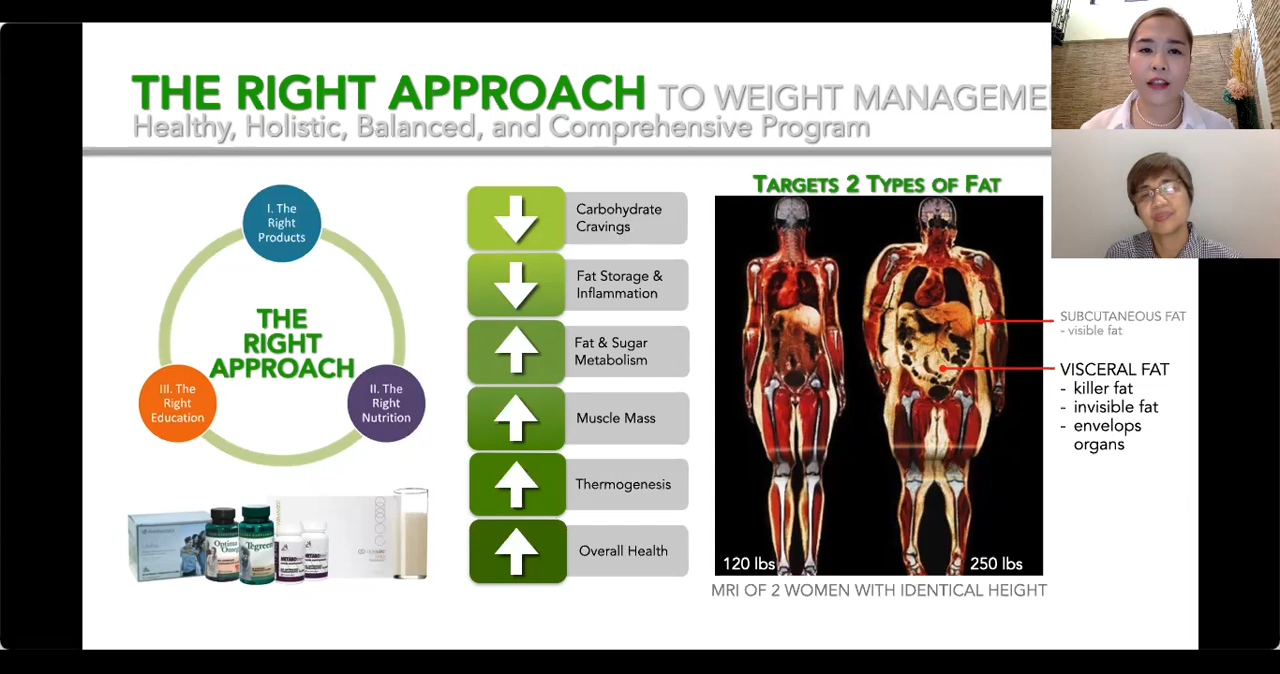 THE RIGHT APPROACH TO WEIGHT MANAGEME
Healthy, Holistic, Balanced, and Comprehensive Program
I. The
Right
Products
THE
RIGHT
APPROACH
III. The
Right
Education
II. The
Right
Nutrition
Optimum
Omega
Tegreen
Carbohydrate
Cravings
Fat Storage &
Inflammation
Fat & Sugar
Metabolism
Muscle Mass
Thermogenesis
Overall Health
TARGETS 2 TYPES OF FAT
120 lbs
250 lbs
MRI OF 2 WOMEN WITH IDENTICAL HEIGHT
SUBCUTANEOUS FAT
- visible fat
VISCERAL FAT
- killer fat
- invisible fat
- envelops
organs